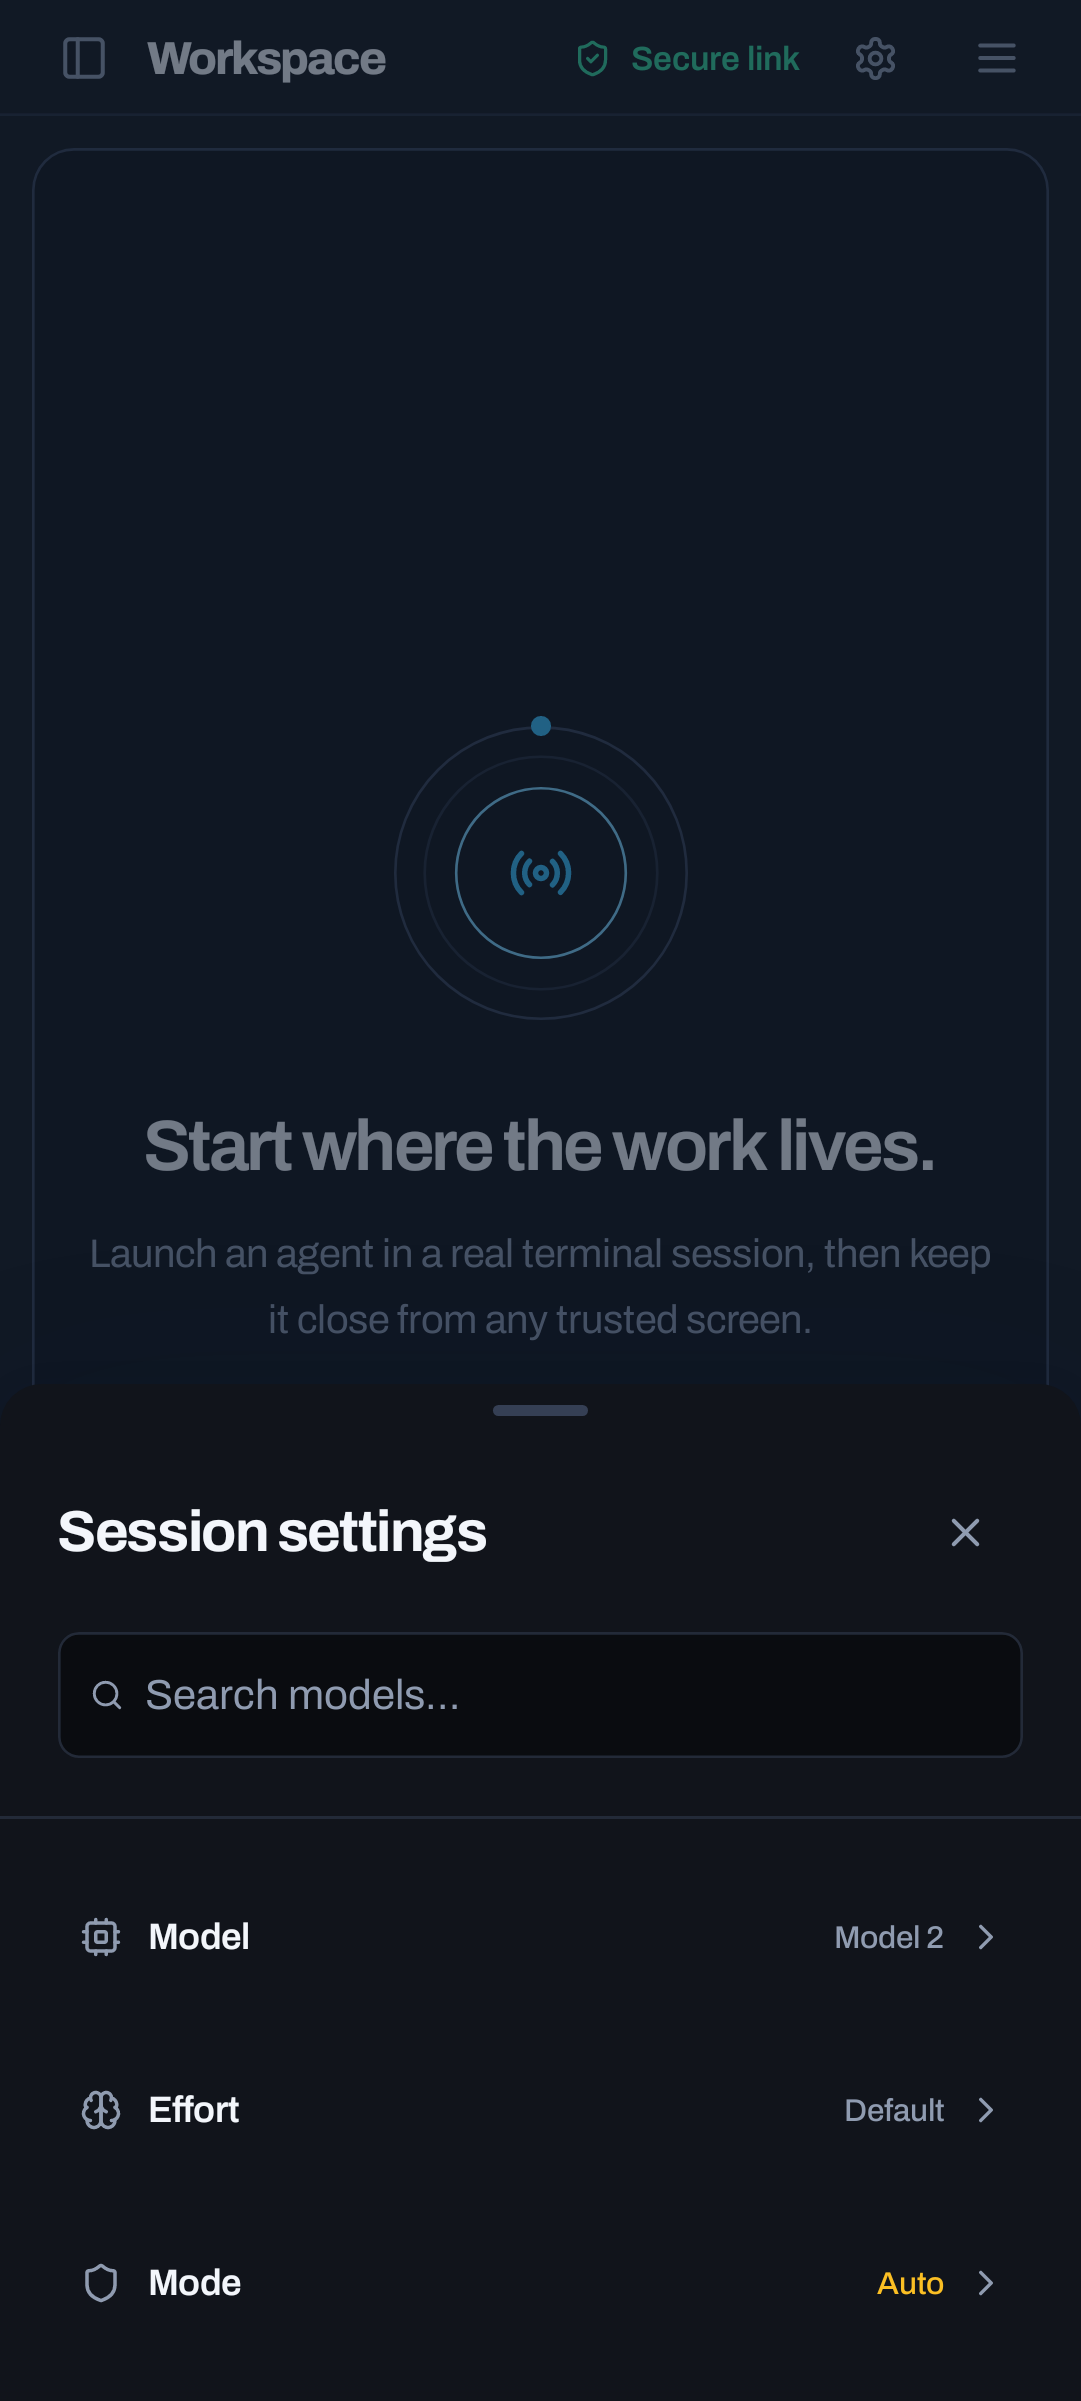 Workspace
Secure link
Start where the work lives.
Launch an agent in a real terminal session, then keep
it close from any trusted screen.
Session settings
Search models...
Model
Model 2
Effort
Default
Mode
Auto